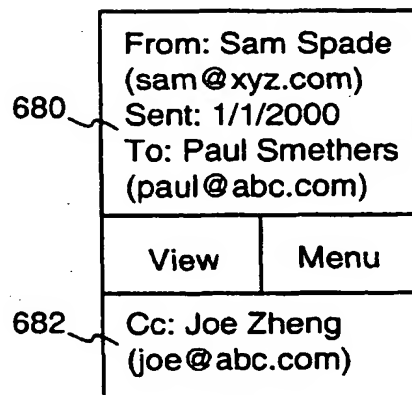 From: Sam Spade
(sam@xyz.com)
680 Sent: 1/1/2000
To: Paul Smethers
(paul@abc.com)
View Menu
682 Cc: Joe Zheng
(joe@abc.com)